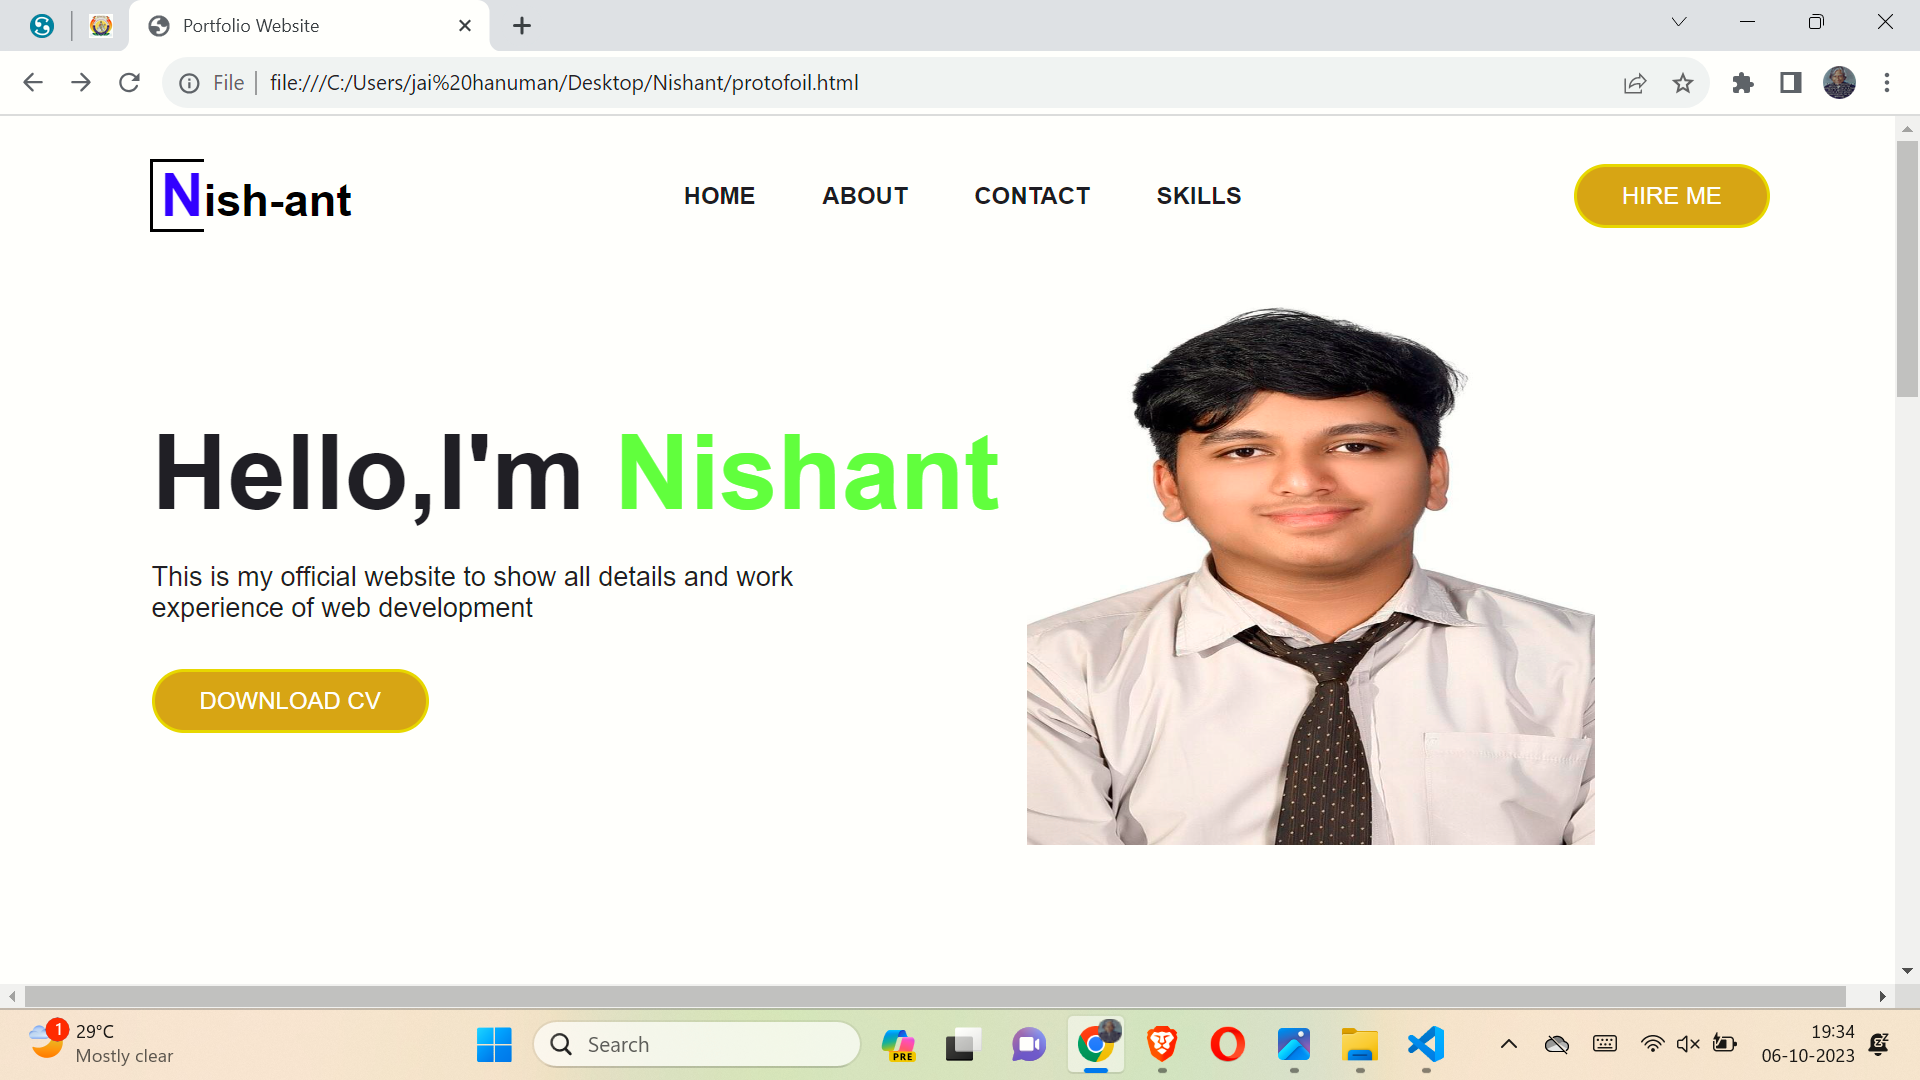 Portfolio Website
File
file:///C:/Users/jai%20hanuman/Desktop/Nishant/protofoil.html
Nish-ant
HOME
ABOUT
CONTACT
SKILLS
HIRE ME
Hello,I'm Nishant
This is my official website to show all details and work
experience of web development
DOWNLOAD CV
1
29°C
Mostly clear
Search
PRE
19:34
06-10-2023